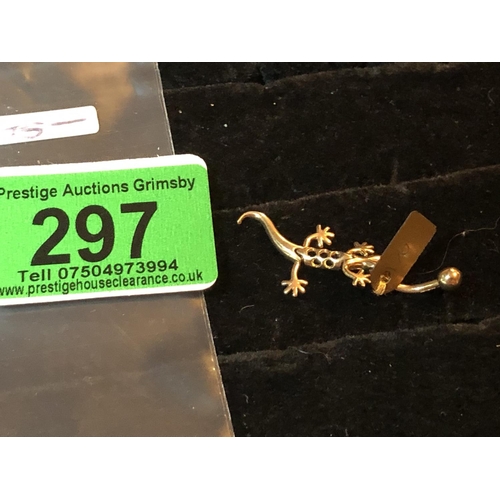 Prestige Auctions Grimsby
297
Tell 07504973994
www.prestigehouseclearance.co.uk